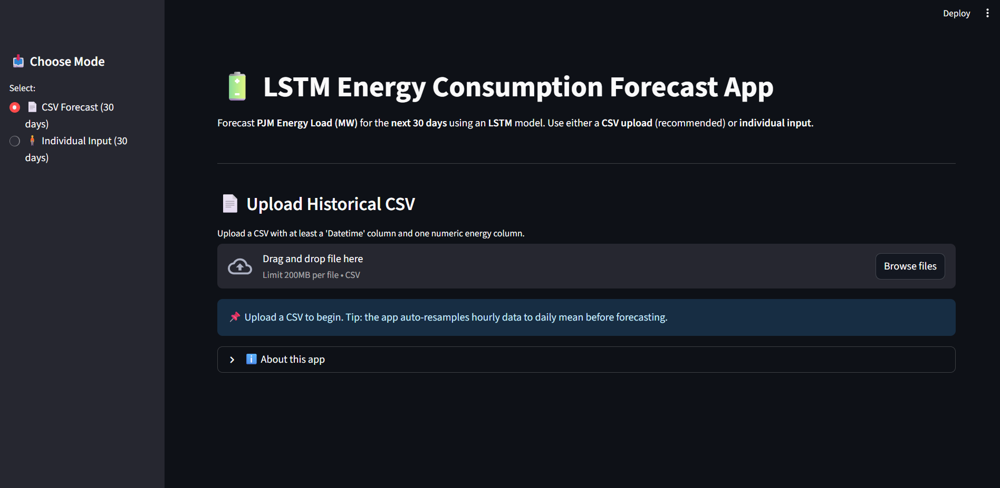 Deploy
Choose Mode
Select:
CSV Forecast (30
days)
Individual Input (30
days)
LSTM Energy Consumption Forecast App
Forecast PJM Energy Load (MW) for the next 30 days using an LSTM model. Use either a CSV upload (recommended) or individual input.
Upload Historical CSV
Upload a CSV with at least a 'Datetime' column and one numeric energy column.
Drag and drop file here
Limit 200MB per file • CSV
Browse files
Upload a CSV to begin. Tip: the app auto-resamples hourly data to daily mean before forecasting.
About this app